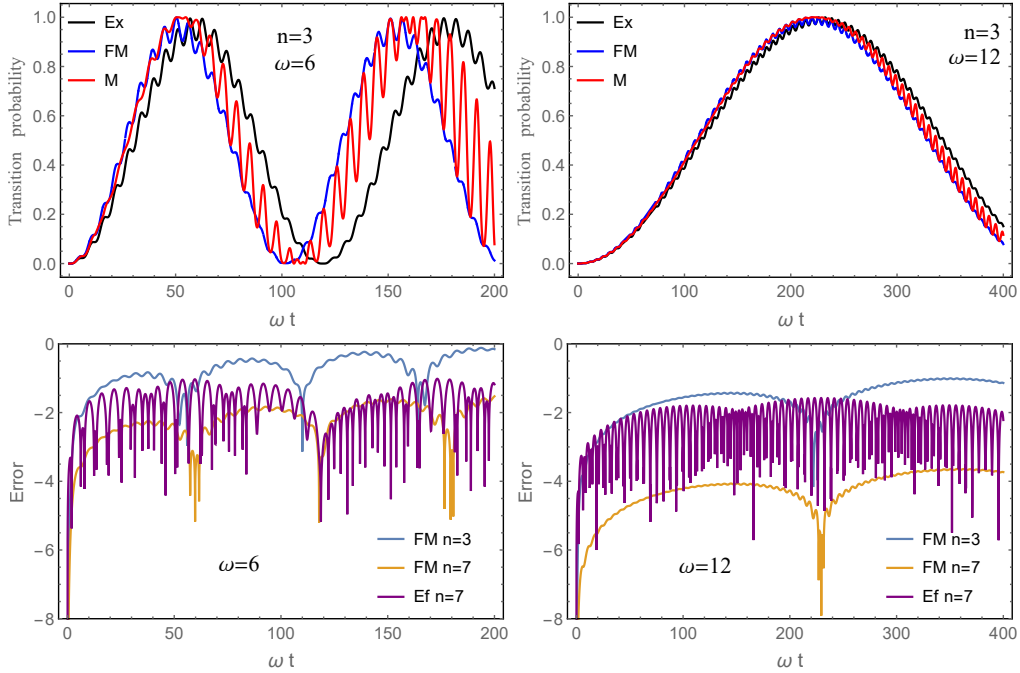 Ex
FM
M
n=3
ω=6
Transition probability
1.0
0.8
0.6
0.4
0.2
0.0
0
50
100
150
200
ω t
Ex
FM
M
n=3
ω=12
Transition probability
1.0
0.8
0.6
0.4
0.2
0.0
0
100
200
300
400
ω t
Error
0
-2
-4
-6
-8
FM n=3
FM n=7
Ef n=7
ω=6
0
50
100
150
200
ω t
Error
0
-2
-4
-6
-8
FM n=3
FM n=7
Ef n=7
ω=12
0
100
200
300
400
ω t